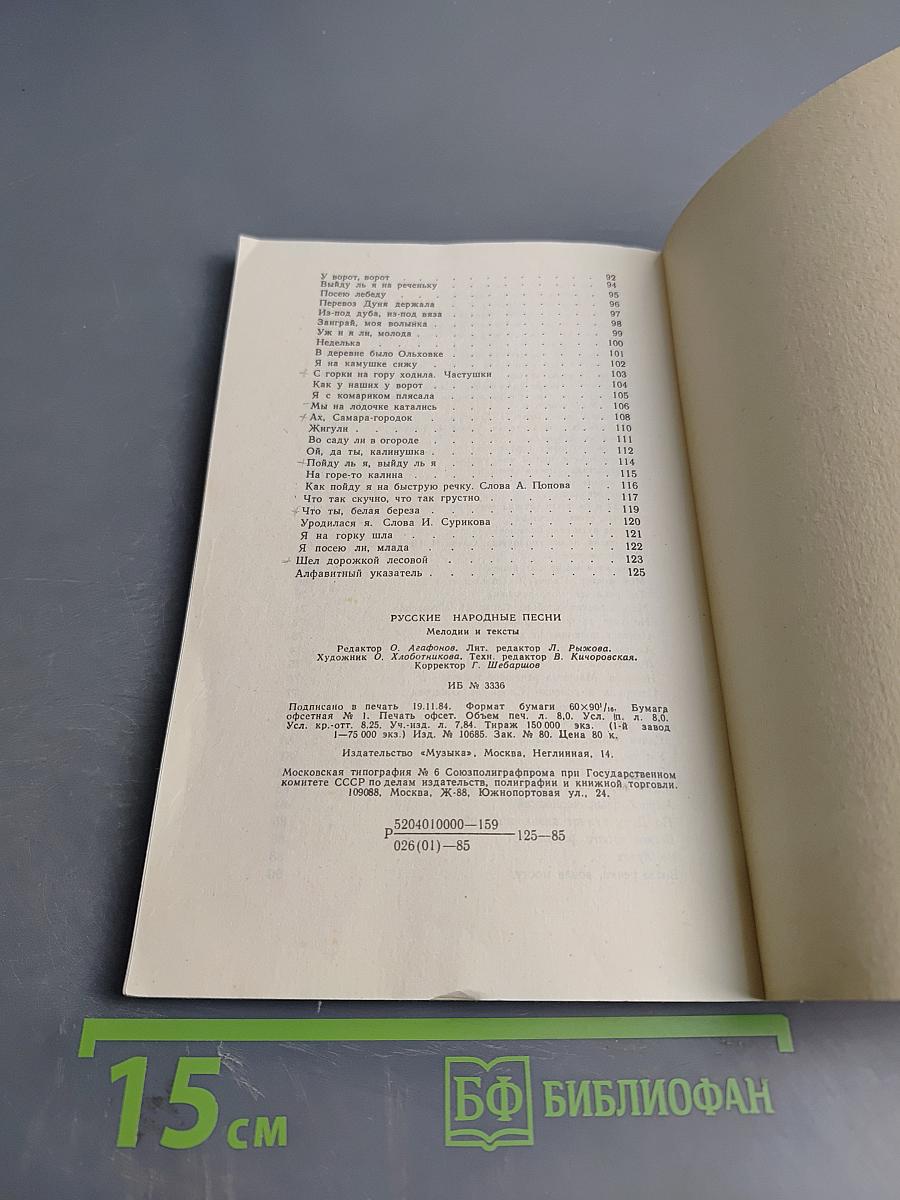 У ворот, ворот . . . . . . . . . 92
Выйду ль я на реченьку . . . . . . . 94
Посею лебеду . . . . . . . . . 95
Перевоз Дуня держала . . . . . . . 96
Из-под дуба, из-под вяза . . . . . . . 97
Заиграй, моя волынка . . . . . . . . 98
Уж и я ли, молода . . . . . . . . 99
Неделька . . . . . . . . . . 100
В деревне было Ольховке . . . . . . . 101
Я на камушке сижу . . . . . . . . 102
С горки на гору ходила. Частушки . . . . . 103
Как у наших у ворот . . . . . . . . 104
Я с комариком плясала . . . . . . . 105
Мы на лодочке катались . . . . . . . 106
Ах, Самара-городок . . . . . . . . 108
Жигули . . . . . . . . . . 110
Во саду ли в огороде . . . . . . . . 111
Ой, да ты, калинушка . . . . . . . . 112
Пойду ль я, выйду ль я . . . . . . . 114
На горе-то калина . . . . . . . . 115
Как пойду я на быструю речку. Слова А. Попова . . 116
Что так скучно, что так грустно . . . . . . 117
Что ты, белая береза . . . . . . . . 119
Уродилася я. Слова И. Сурикова . . . . . . 120
Я на горку шла . . . . . . . . . 121
Я посею ли, млада . . . . . . . . 122
Шел дорожкой лесовой . . . . . . . 123
Алфавитный указатель . . . . . . . . 125
РУССКИЕ НАРОДНЫЕ ПЕСНИ
Мелодии и тексты
Редактор О. Агафонов. Лит. редактор Л. Рыжова.
Художник О. Хлоботникова. Техн. редактор В. Кичоровская.
Корректор Г. Шебаршов
ИБ № 3336
Подписано в печать 19.11.84. Формат бумаги 60×90¹/₁₆. Бумага
офсетная № 1. Печать офсет. Объем печ. л. 8,0. Усл. п. л. 8,0.
Усл. кр.-отт. 8,25. Уч.-изд. л. 7,84. Тираж 150 000 экз. (1-й завод
1—75 000 экз.) Изд. № 10685. Зак. № 80. Цена 80 к.
Издательство «Музыка», Москва, Неглинная, 14.
Московская типография № 6 Союзполиграфпрома при Государственном
комитете СССР по делам издательств, полиграфии и книжной торговли.
109088, Москва, Ж-88, Южнопортовая ул., 24.
Р 5204010000—159 125—85
026(01)—85
15 см
БФ БИБЛИОФАН